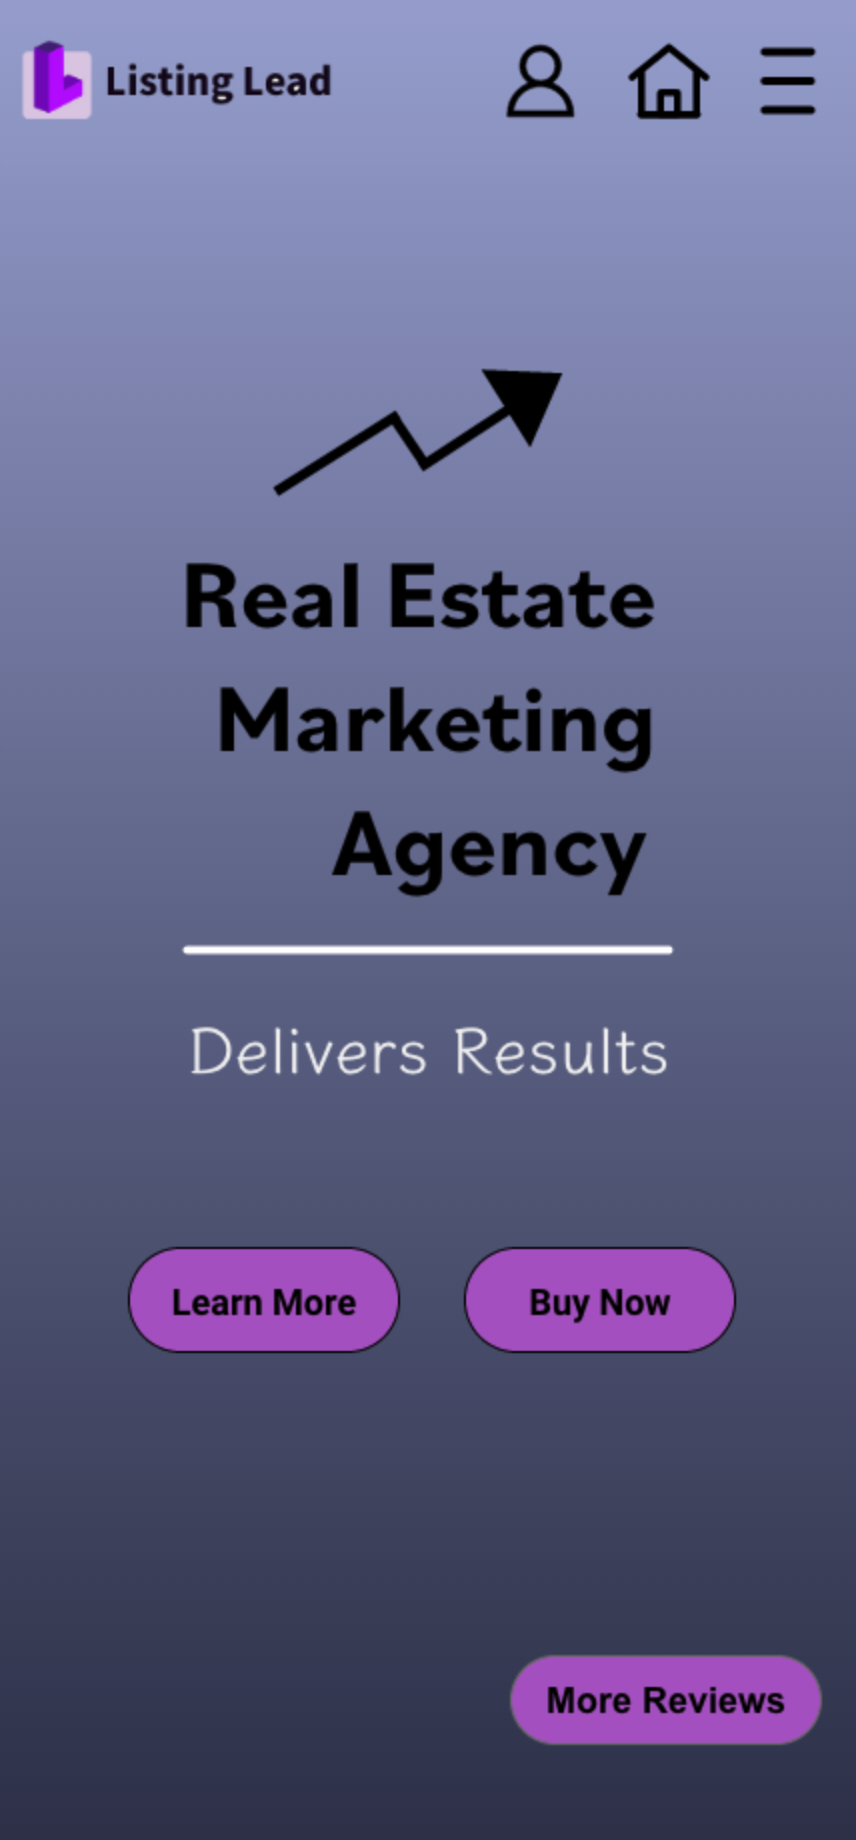 Listing Lead
Real Estate
Marketing
Agency
Delivers Results
Learn More
Buy Now
More Reviews